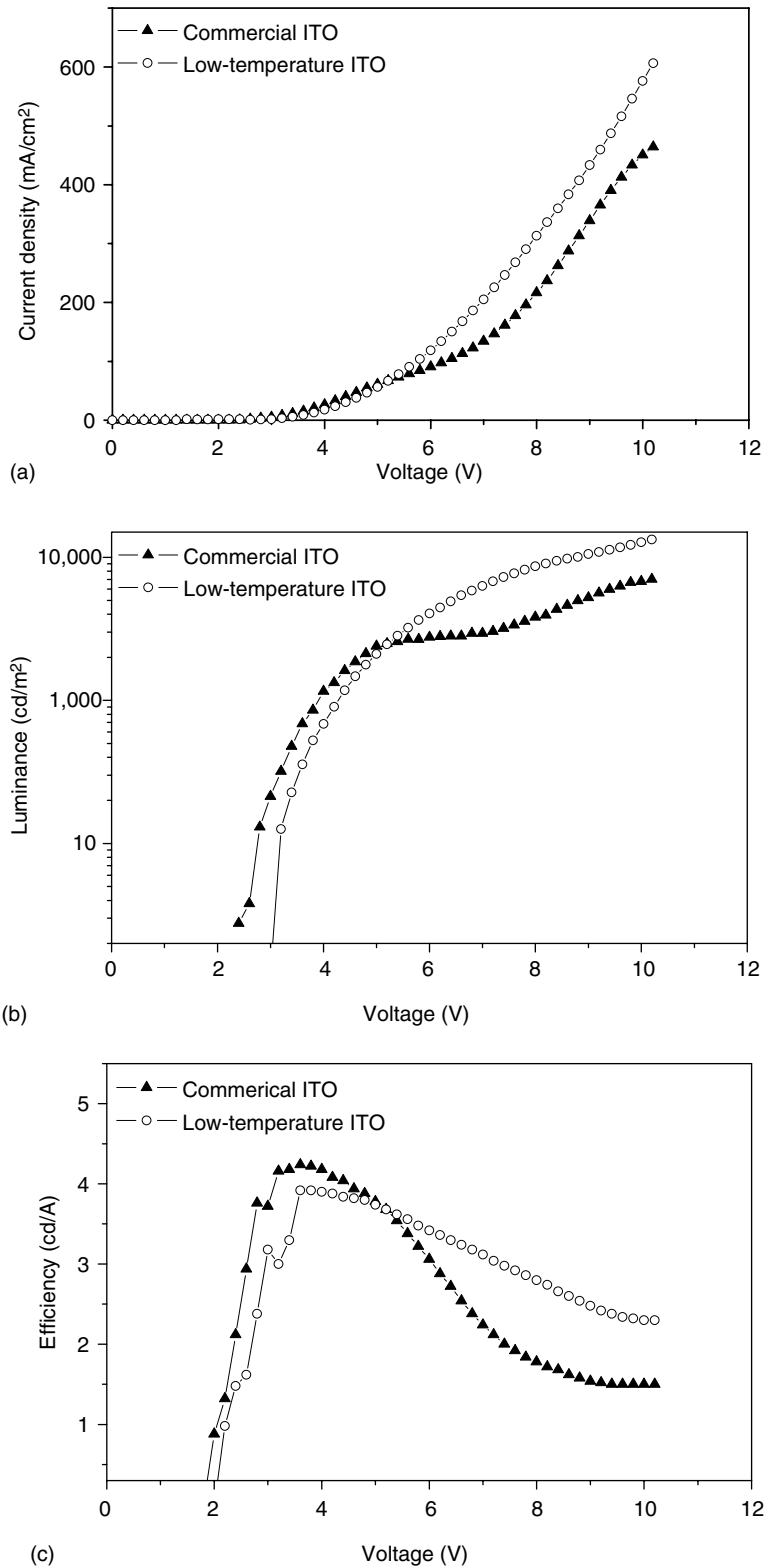 Commercial ITO
Low-temperature ITO
Current density (mA/cm²)
600
400
200
0
0 2 4 6 8 10 12
Voltage (V)
(a)
Commercial ITO
Low-temperature ITO
Luminance (cd/m²)
10,000
1,000
10
0 2 4 6 8 10 12
Voltage (V)
(b)
Commerical ITO
Low-temperature ITO
Efficiency (cd/A)
5
4
3
2
1
0 2 4 6 8 10 12
Voltage (V)
(c)